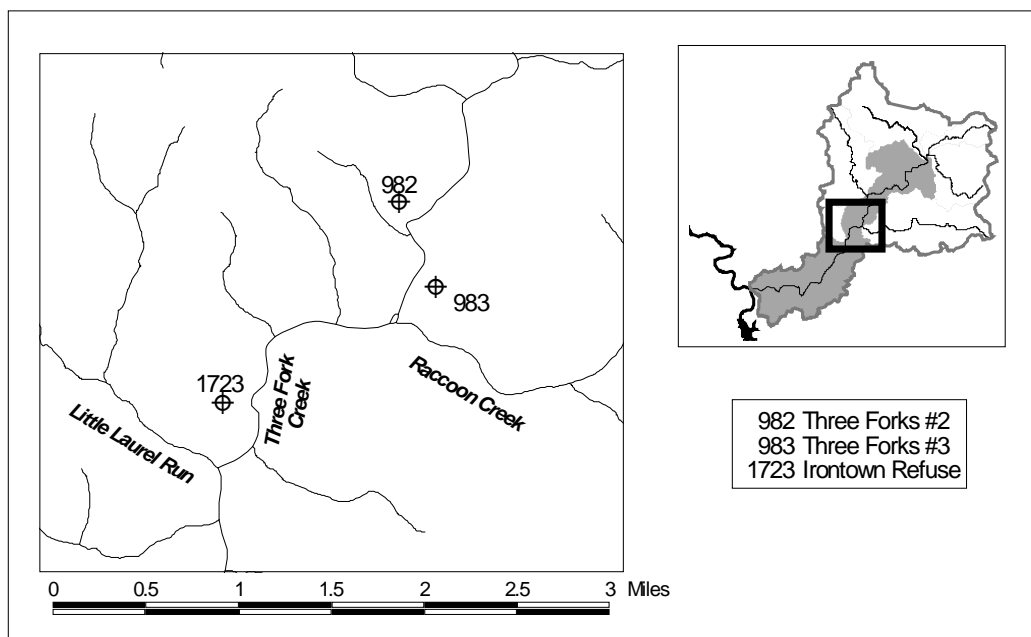 982
983
1723
Three Fork
Creek
Raccoon Creek
Little Laurel Run
0 0.5 1 1.5 2 2.5 3 Miles
982 Three Forks #2
983 Three Forks #3
1723 Irontown Refuse